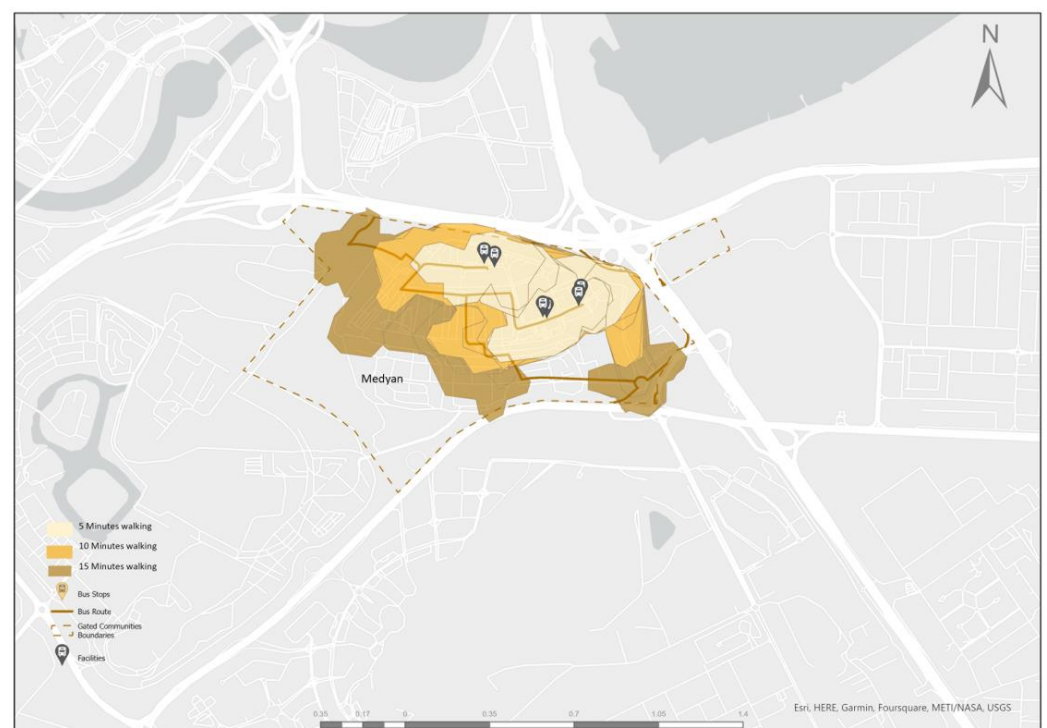 N
Medyan
5 Minutes walking
10 Minutes walking
15 Minutes walking
Bus Stops
Bus Route
Gated Communities
Boundaries
Facilities
0.35 0.17 0 0.35 0.7 1.05 1.4
Esri, HERE, Garmin, Foursquare, METI/NASA, USGS